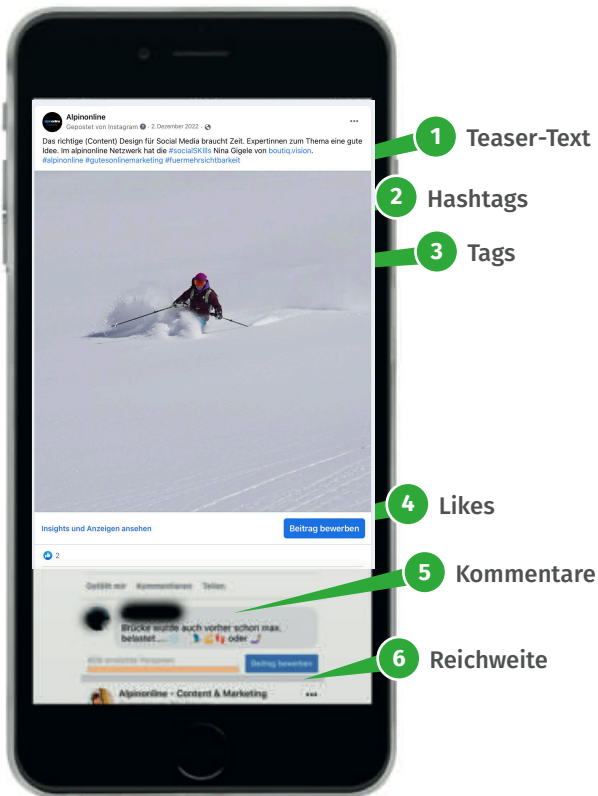 Alpinonline
Gepostet von Instagram · 2. Dezember 2022 ·
Das richtige (Content) Design für Social Media braucht Zeit. Expertinnen zum Thema eine gute
Idee. Im alpinonline Netzwerk hat die #socialSKIlls Nina Gigele von boutiq.vision.
#alpinonline #gutesonlinemarketing #fuermehrsichtbarkeit
1 Teaser-Text
2 Hashtags
3 Tags
Insights und Anzeigen ansehen
Beitrag bewerben
4 Likes
2
Gefällt mir Kommentieren Teilen
5 Kommentare
Brücke wurde auch vorher schon max.
belastet.... oder
erreichte Personen
Beitrag bewerben
6 Reichweite
Alpinonline - Content & Marketing